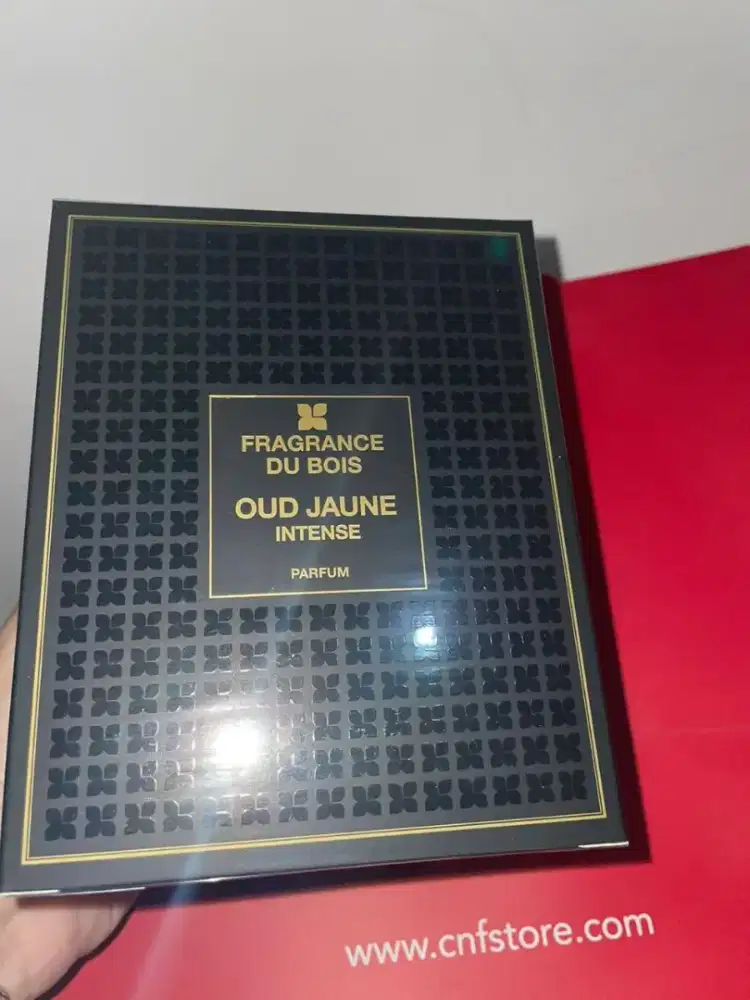 FRAGRANCE
DU BOIS
OUD JAUNE
INTENSE
PARFUM
www.cnfstore.com